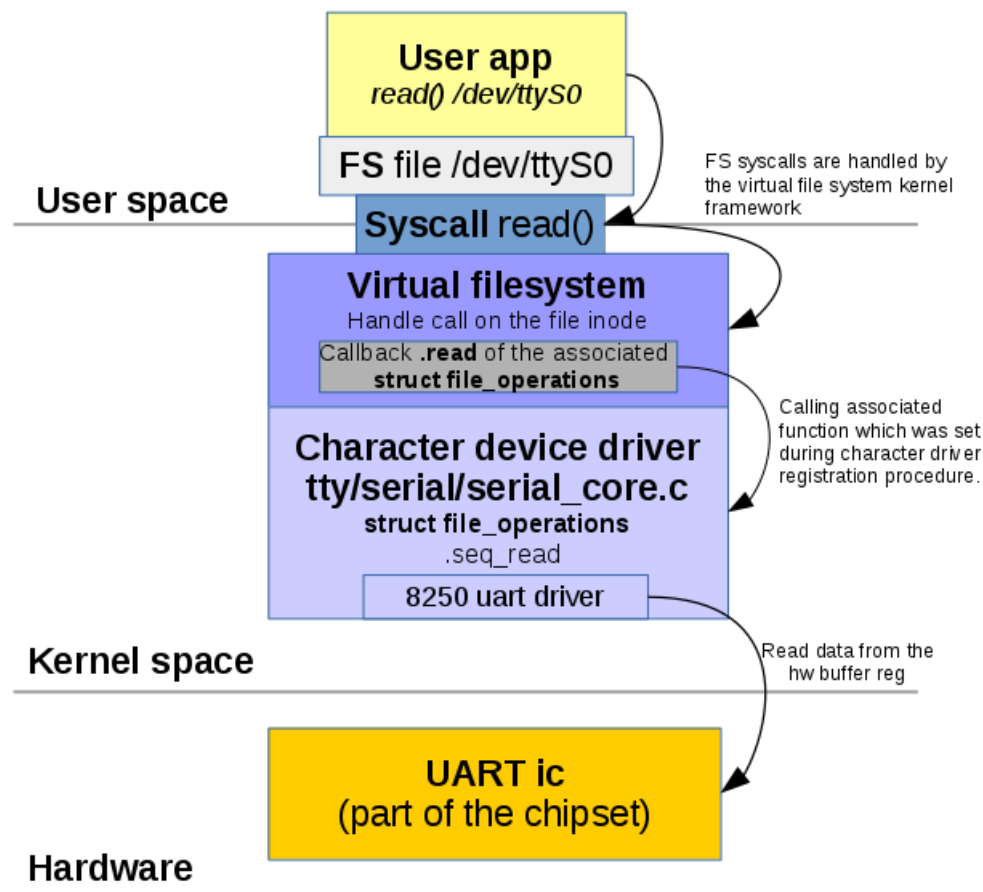 User app
read() /dev/ttyS0
FS file /dev/ttyS0
User space
FS syscalls are handled by
the virtual file system kernel
framework
Syscall read()
Virtual filesystem
Handle call on the file inode
Callback .read of the associated
struct file_operations
Calling associated
function which was set
during character driver
registration procedure.
Character device driver
tty/serial/serial_core.c
struct file_operations
.seq_read
8250 uart driver
Kernel space
Read data from the
hw buffer reg
UART ic
(part of the chipset)
Hardware